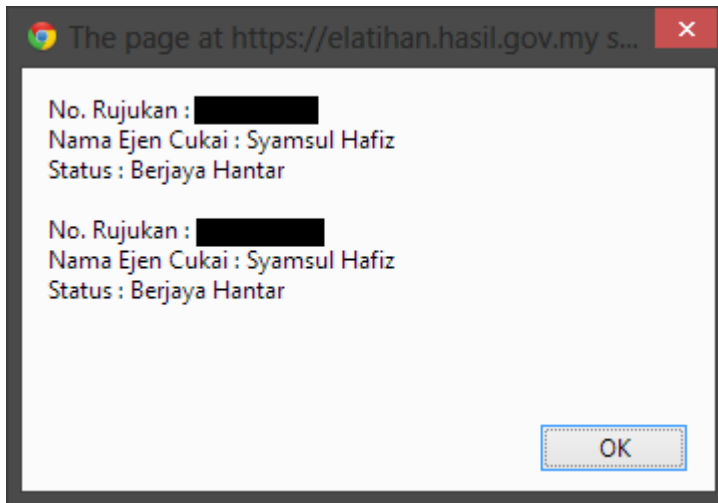 The page at https://elatihan.hasil.gov.my s...
No. Rujukan :
Nama Ejen Cukai : Syamsul Hafiz
Status : Berjaya Hantar
No. Rujukan :
Nama Ejen Cukai : Syamsul Hafiz
Status : Berjaya Hantar
OK